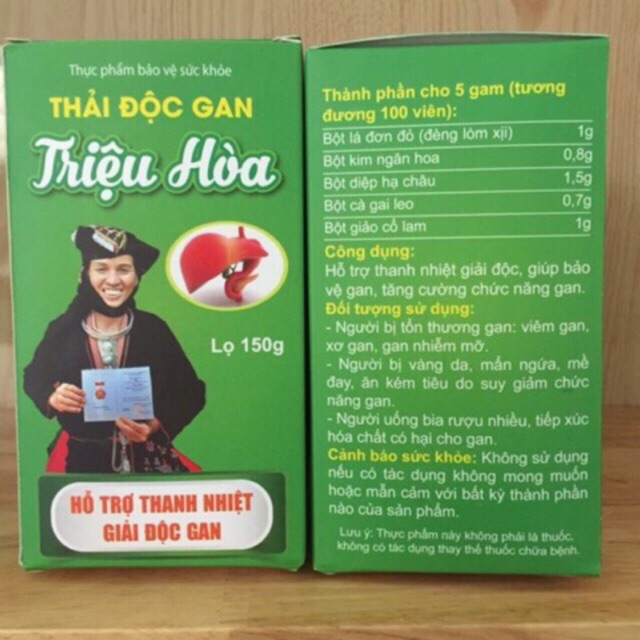 Thực phẩm bảo vệ sức khỏe
THẢI ĐỘC GAN
Triệu Hòa
Lọ 150g
HỖ TRỢ THANH NHIỆT
GIẢI ĐỘC GAN
Thành phần cho 5 gam (tương
đương 100 viên):
Bột lá đơn đỏ (đèng lòm xịi) 1g
Bột kim ngân hoa 0,8g
Bột diệp hạ châu 1,5g
Bột cà gai leo 0,7g
Bột giảo cổ lam 1g
Công dụng:
Hỗ trợ thanh nhiệt giải độc, giúp bảo
vệ gan, tăng cường chức năng gan.
Đối tượng sử dụng:
- Người bị tổn thương gan: viêm gan,
xơ gan, gan nhiễm mỡ.
- Người bị vàng da, mẩn ngứa, mề
đay, ăn kém tiêu do suy giảm chức
năng gan.
- Người uống bia rượu nhiều, tiếp xúc
hóa chất có hại cho gan.
Cảnh báo sức khỏe: Không sử dụng
nếu có tác dụng không mong muốn
hoặc mẫn cảm với bất kỳ thành phần
nào của sản phẩm.
Lưu ý: Thực phẩm này không phải là thuốc,
không có tác dụng thay thế thuốc chữa bệnh.